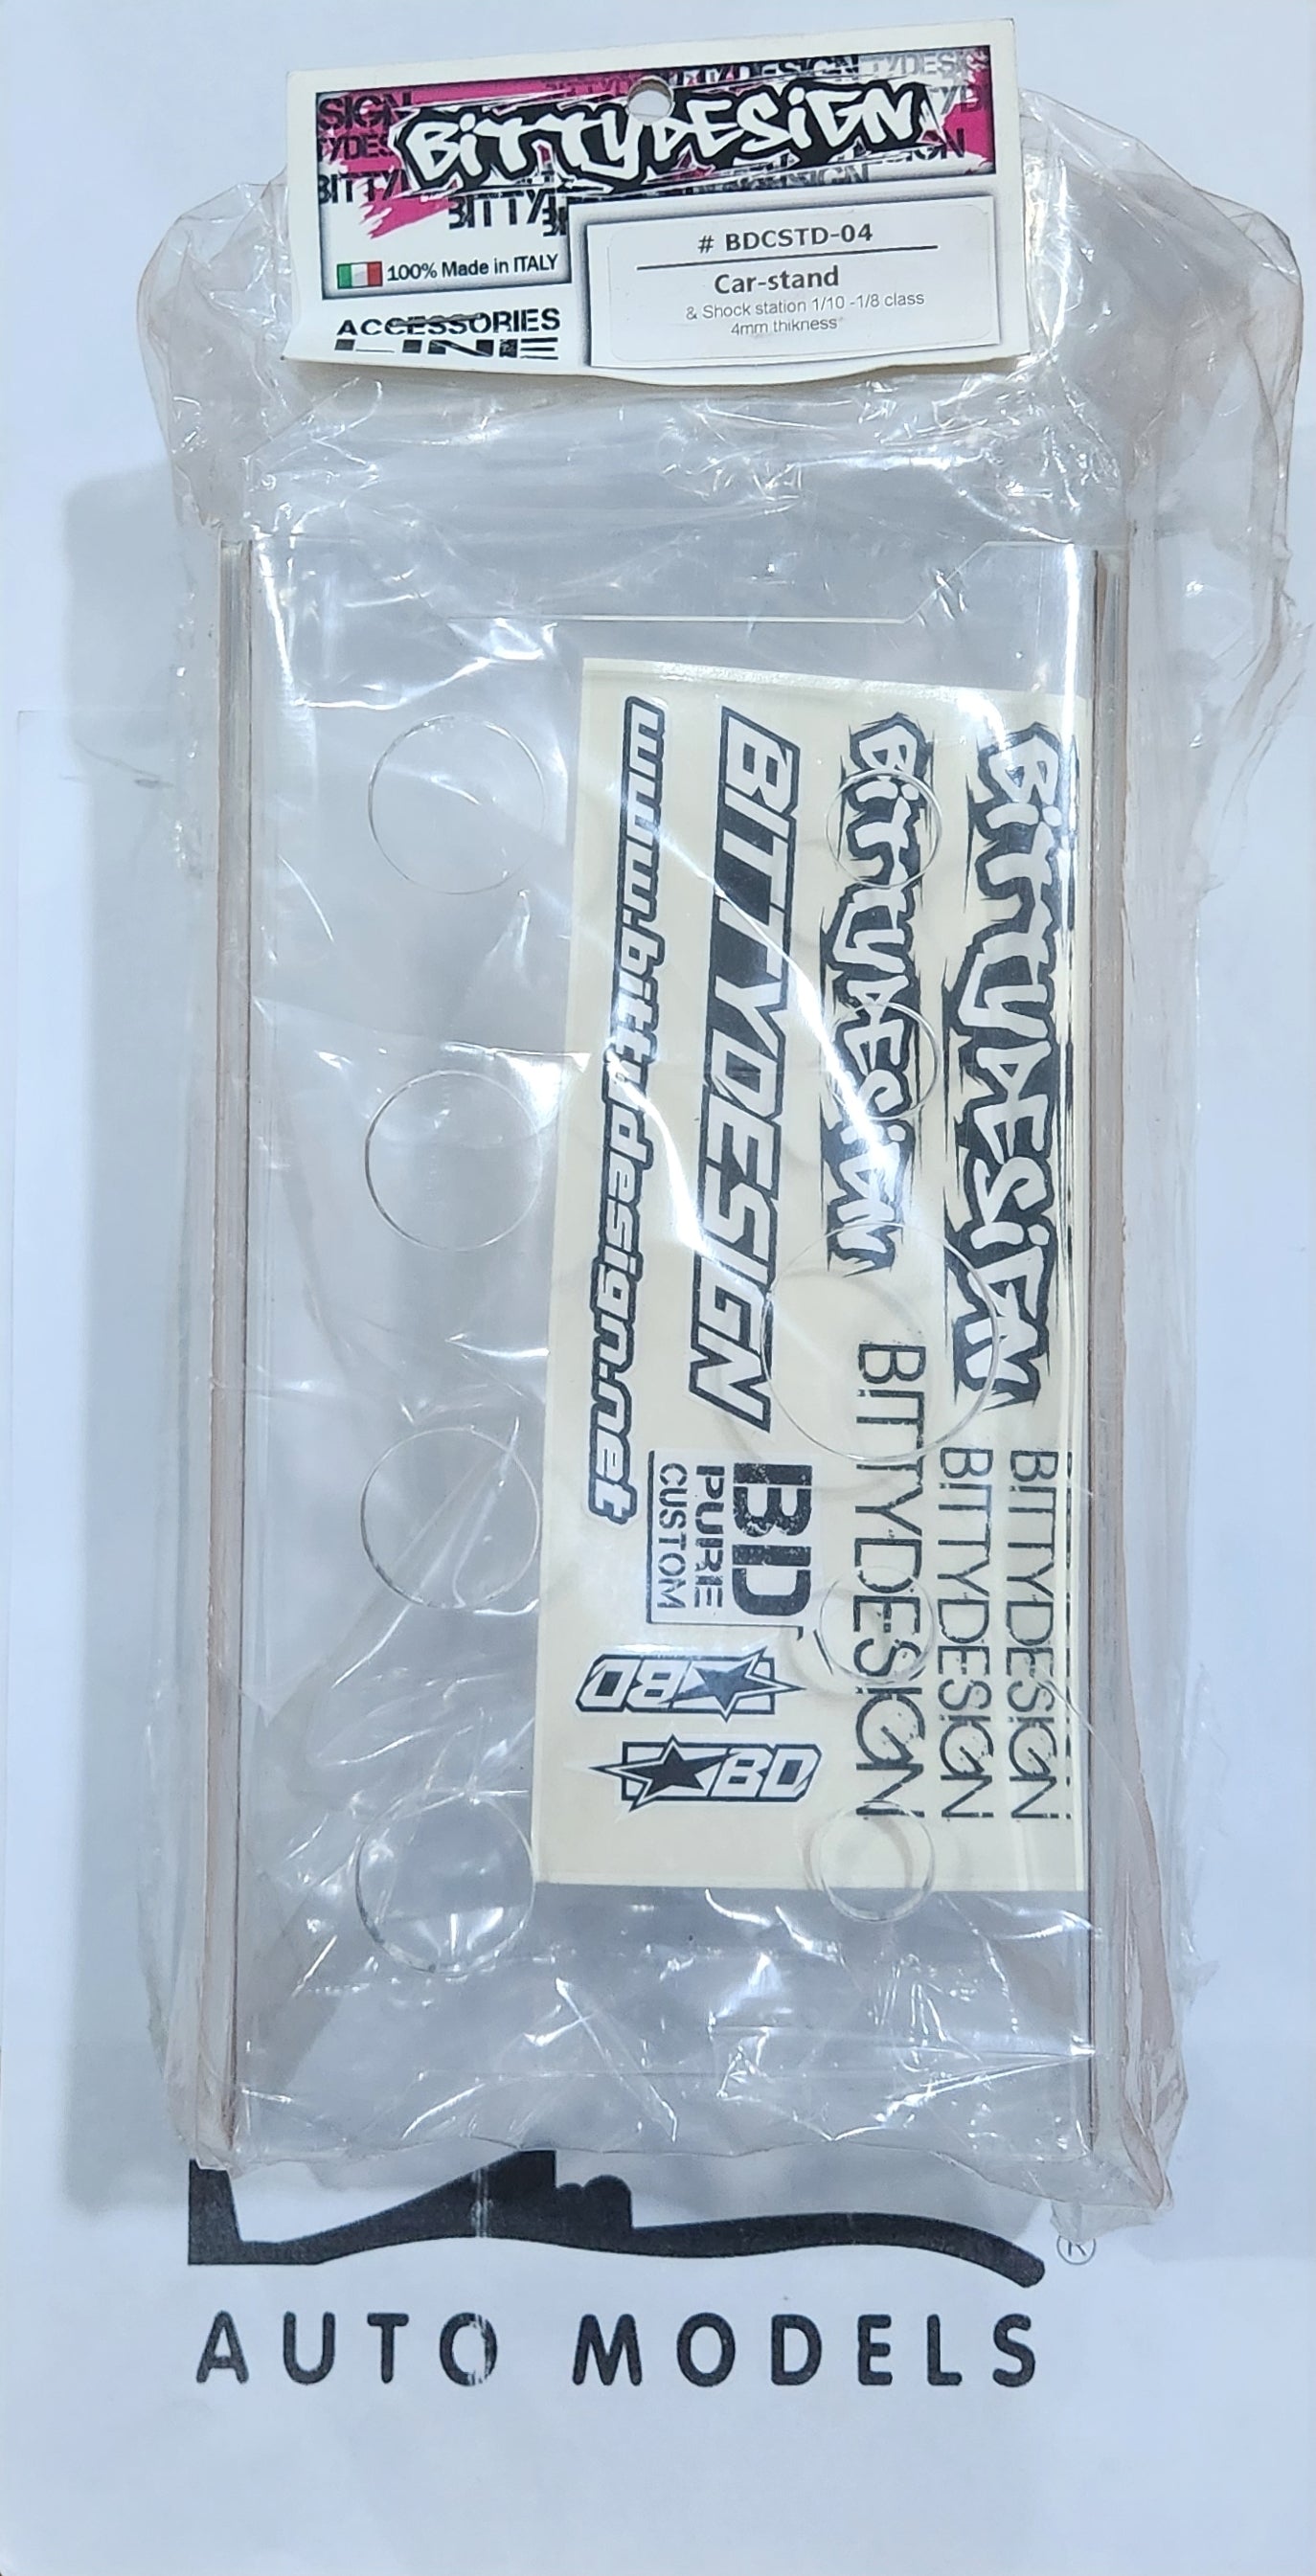 BiTTYDESiGN
100% Made in ITALY
ACCESSORIES
LINE
# BDCSTD-04
Car-stand
& Shock station 1/10 -1/8 class
4mm thikness
www.bittydesign.net
BITTYDESIGN
BiTTYDESiGN
BiTTYDESiGN
BD
PURE
CUSTOM
BITTYDESIGN
BITTYDESIGN
BITTYDESIGN
BD
BD
®
AUTO MODELS